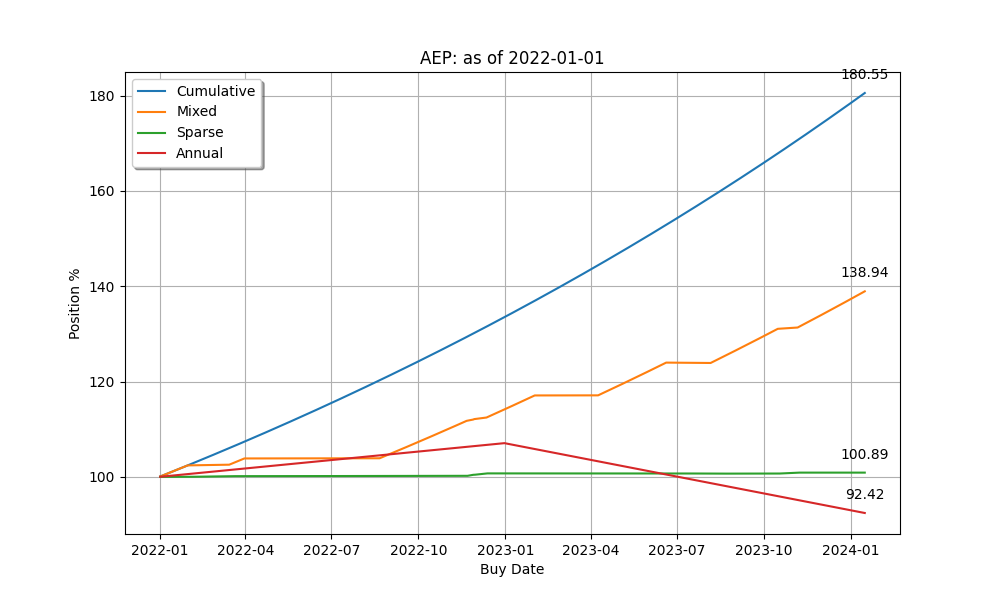 AEP: as of 2022-01-01
180.55
Cumulative
Mixed
Sparse
Annual
180
160
140
120
100
138.94
100.89
92.42
Position %
2022-01 2022-04 2022-07 2022-10 2023-01 2023-04 2023-07 2023-10 2024-01
Buy Date